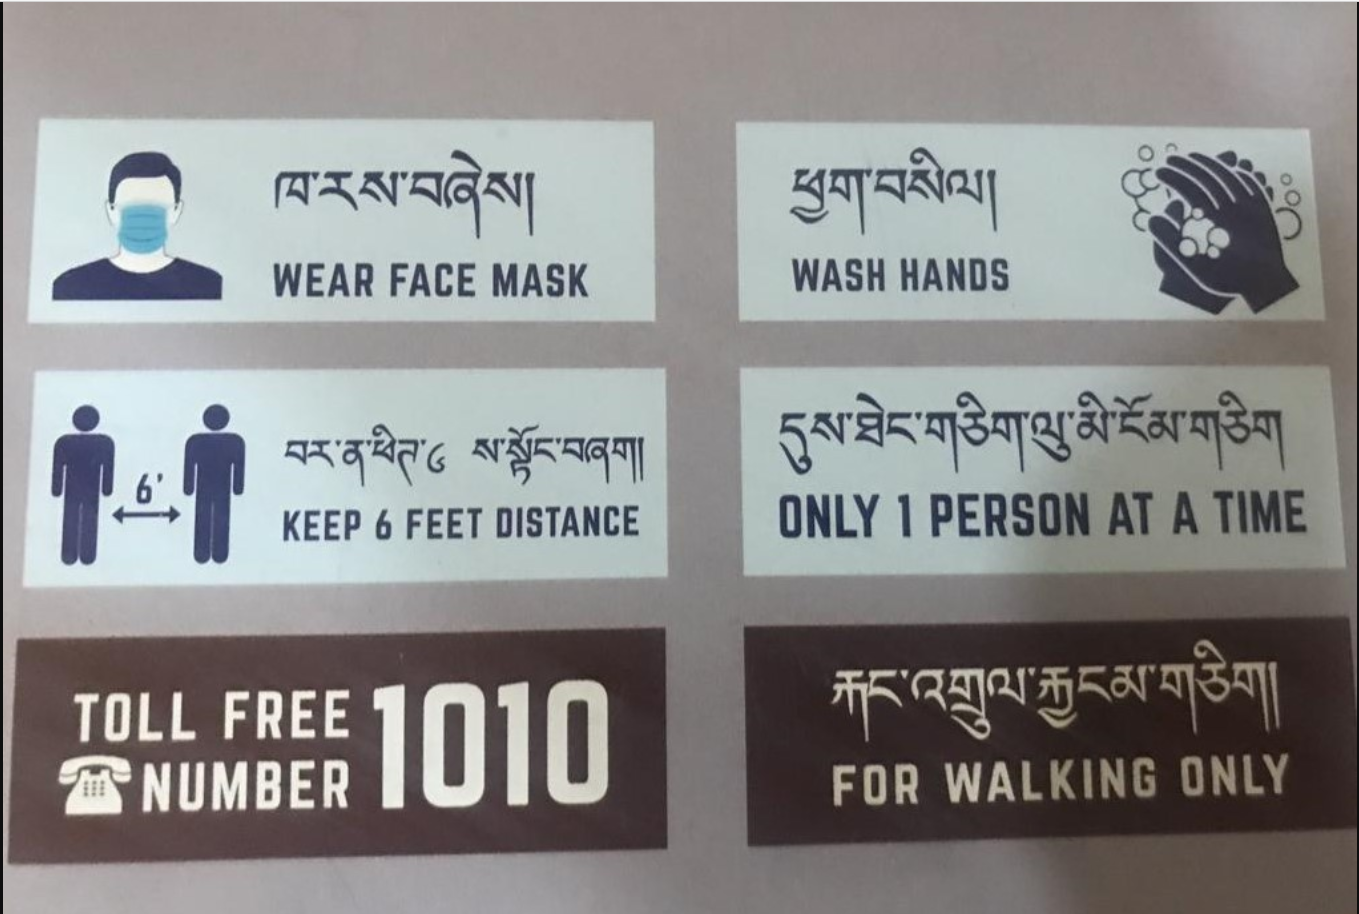 ཁ་རས་བཞེས།
WEAR FACE MASK
ཕྱག་བསིལ།
WASH HANDS
6'
བར་ན་ཕིཊ་༦ ས་སྟོང་བཞག།
KEEP 6 FEET DISTANCE
དུས་ཐེང་གཅིག་ལུ་མི་ངོམ་གཅིག
ONLY 1 PERSON AT A TIME
TOLL FREE
NUMBER
1010
རྐང་འགྲུལ་རྐྱངམ་གཅིག།
FOR WALKING ONLY